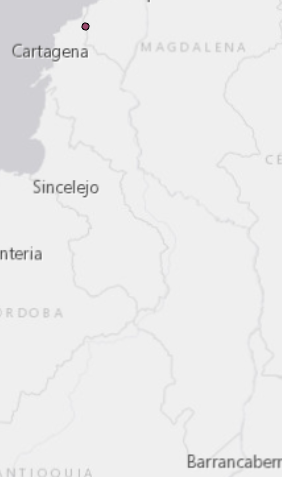 MAGDALENA
Cartagena
CE
Sincelejo
nteria
ORDOBA
Barrancaberm
ANTIOQUIA